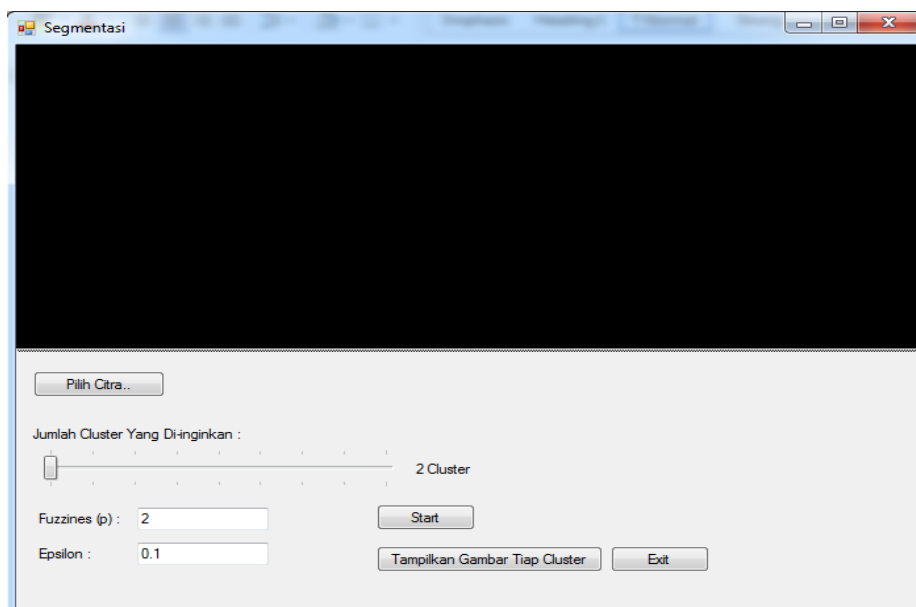 Segmentasi
Pilih Citra..
Jumlah Cluster Yang Di-inginkan :
2 Cluster
Fuzzines (p) : 2
Start
Epsilon : 0.1
Tampilkan Gambar Tiap Cluster
Exit